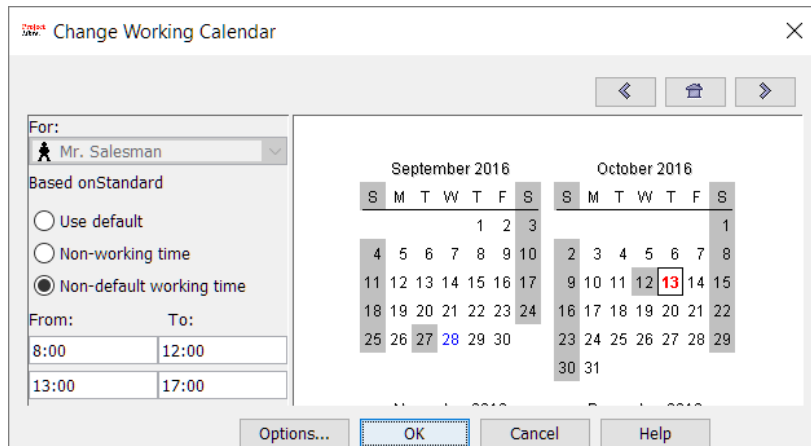 Project Libre. Change Working Calendar
For:
Mr. Salesman
Based onStandard
Use default
Non-working time
Non-default working time
From: To:
8:00 12:00
13:00 17:00
September 2016
S M T W T F S
1 2 3
4 5 6 7 8 9 10
11 12 13 14 15 16 17
18 19 20 21 22 23 24
25 26 27 28 29 30
October 2016
S M T W T F S
1
2 3 4 5 6 7 8
9 10 11 12 13 14 15
16 17 18 19 20 21 22
23 24 25 26 27 28 29
30 31
Options... OK Cancel Help